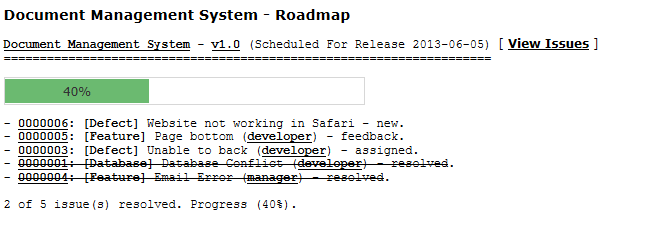 Document Management System - Roadmap
Document Management System - v1.0 (Scheduled For Release 2013-06-05) [ View Issues ]
=================================================================
40%
- 0000006: [Defect] Website not working in Safari - new.
- 0000005: [Feature] Page bottom (developer) - feedback.
- 0000003: [Defect] Unable to back (developer) - assigned.
- 0000001: [Database] Database Conflict (developer) - resolved.
- 0000004: [Feature] Email Error (manager) - resolved.
2 of 5 issue(s) resolved. Progress (40%).